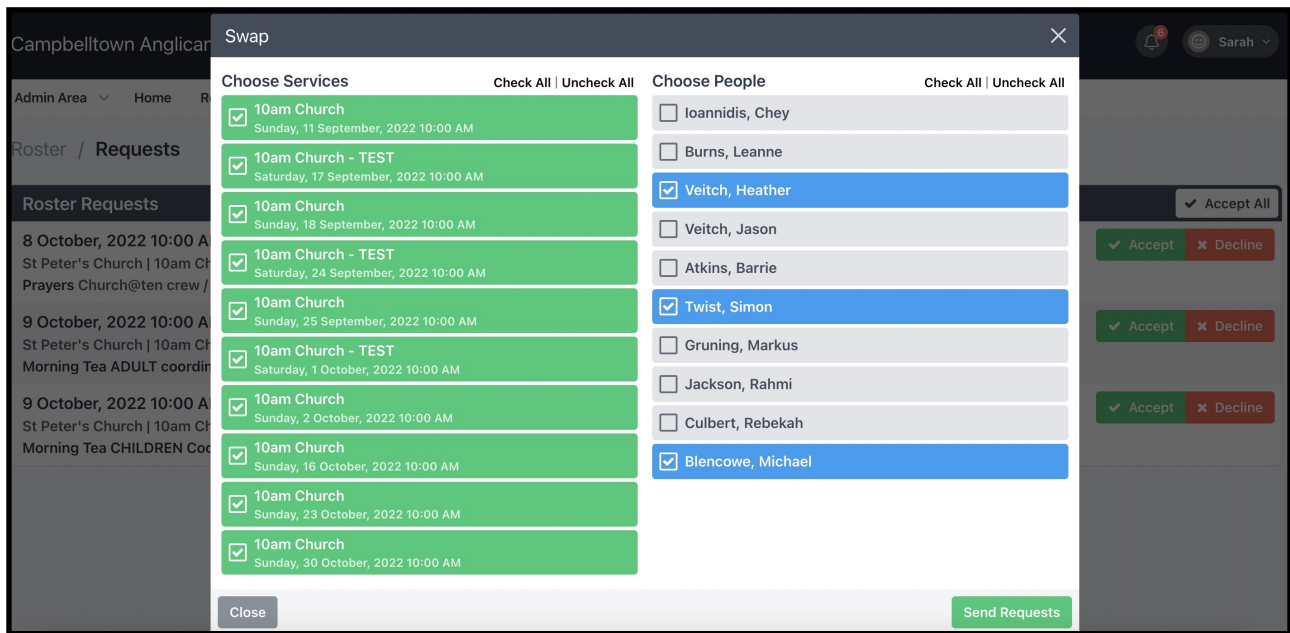 Campbelltown Anglican
Swap
6
Sarah
Admin Area
Home
Roster / Requests
Choose Services
Check All | Uncheck All
10am Church
Sunday, 11 September, 2022 10:00 AM
10am Church - TEST
Saturday, 17 September, 2022 10:00 AM
10am Church
Sunday, 18 September, 2022 10:00 AM
10am Church - TEST
Saturday, 24 September, 2022 10:00 AM
10am Church
Sunday, 25 September, 2022 10:00 AM
10am Church - TEST
Saturday, 1 October, 2022 10:00 AM
10am Church
Sunday, 2 October, 2022 10:00 AM
10am Church
Sunday, 16 October, 2022 10:00 AM
10am Church
Sunday, 23 October, 2022 10:00 AM
10am Church
Sunday, 30 October, 2022 10:00 AM
Choose People
Check All | Uncheck All
Ioannidis, Chey
Burns, Leanne
Veitch, Heather
Veitch, Jason
Atkins, Barrie
Twist, Simon
Gruning, Markus
Jackson, Rahmi
Culbert, Rebekah
Blencowe, Michael
Close
Send Requests
Roster Requests
Accept All
8 October, 2022 10:00 A
St Peter's Church | 10am Ch
Prayers Church@ten crew /
Accept
Decline
9 October, 2022 10:00 A
St Peter's Church | 10am Ch
Morning Tea ADULT coordin
Accept
Decline
9 October, 2022 10:00 A
St Peter's Church | 10am Ch
Morning Tea CHILDREN Coo
Accept
Decline